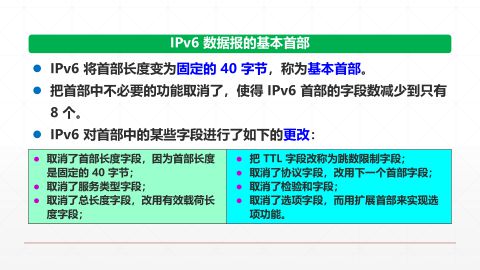 IPv6 数据报的基本首部
IPv6 将首部长度变为固定的 40 字节，称为基本首部。
把首部中不必要的功能取消了，使得 IPv6 首部的字段数减少到只有
8 个。
IPv6 对首部中的某些字段进行了如下的更改：
取消了首部长度字段，因为首部长度
是固定的 40 字节；
取消了服务类型字段；
取消了总长度字段，改用有效载荷长
度字段；
把 TTL 字段改称为跳数限制字段；
取消了协议字段，改用下一个首部字段；
取消了检验和字段；
取消了选项字段，而用扩展首部来实现选
项功能。